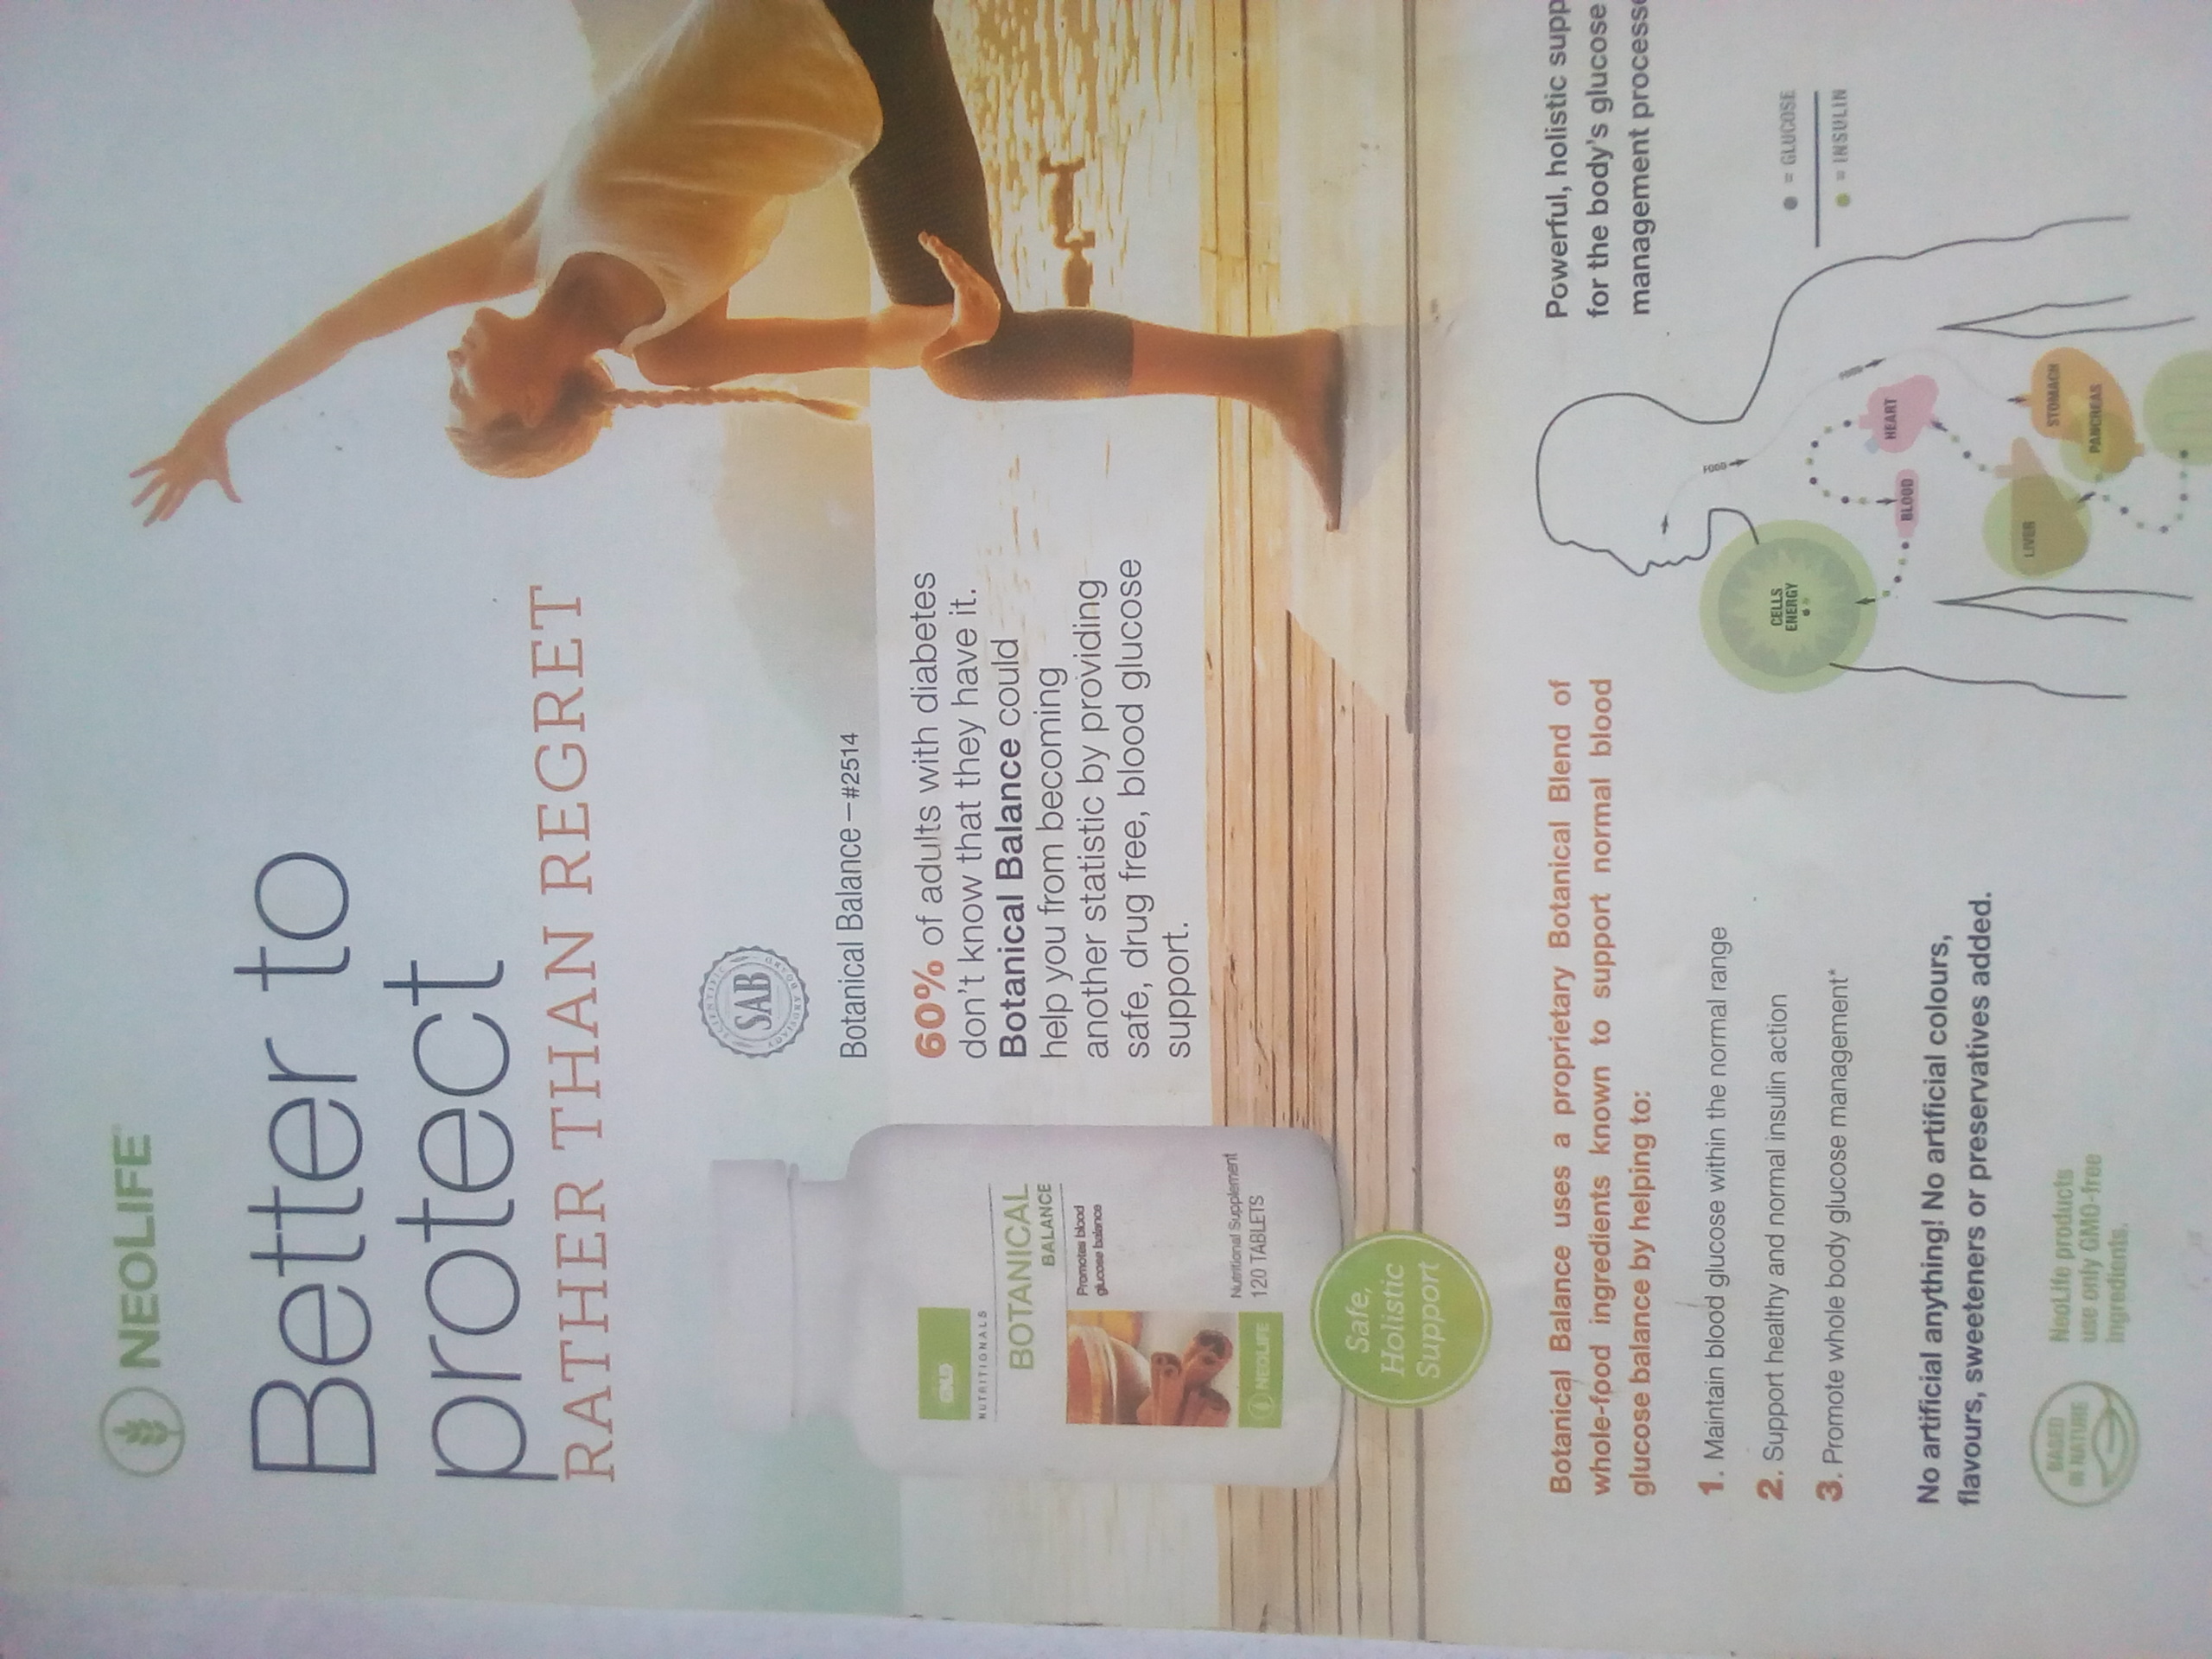 NEOLIFE
Better to
protect
RATHER THAN REGRET
SAB
Botanical Balance – #2514
60% of adults with diabetes
don't know that they have it.
Botanical Balance could
help you from becoming
another statistic by providing
safe, drug free, blood glucose
support.
GNLD
NUTRITIONALS
BOTANICAL
BALANCE
Promotes blood
glucose balance
NEOLIFE
Nutritional Supplement
120 TABLETS
Safe,
Holistic
Support
Botanical Balance uses a proprietary Botanical Blend of
whole-food ingredients known to support normal blood
glucose balance by helping to:
1. Maintain blood glucose within the normal range
2. Support healthy and normal insulin action
3. Promote whole body glucose management*
No artificial anything! No artificial colours,
flavours, sweeteners or preservatives added.
BASED
IN NATURE
NeoLife products
use only GMO-free
ingredients.
Powerful, holistic supp
for the body's glucose
management processe
= GLUCOSE
= INSULIN
FOOD
FOOD
CELLS
ENERGY
BLOOD
HEART
LIVER
STOMACH
PANCREAS